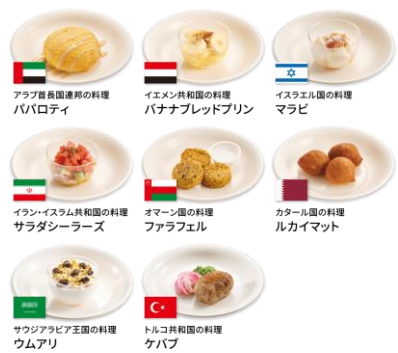 アラブ首長国連邦の料理
パパロティ
イエメン共和国の料理
バナナブレッドプリン
イスラエル国の料理
マラビ
イラン・イスラム共和国の料理
サラダシーラーズ
オマーン国の料理
ファラフェル
カタール国の料理
ルカイマット
サウジアラビア王国の料理
ウムアリ
トルコ共和国の料理
ケバブ